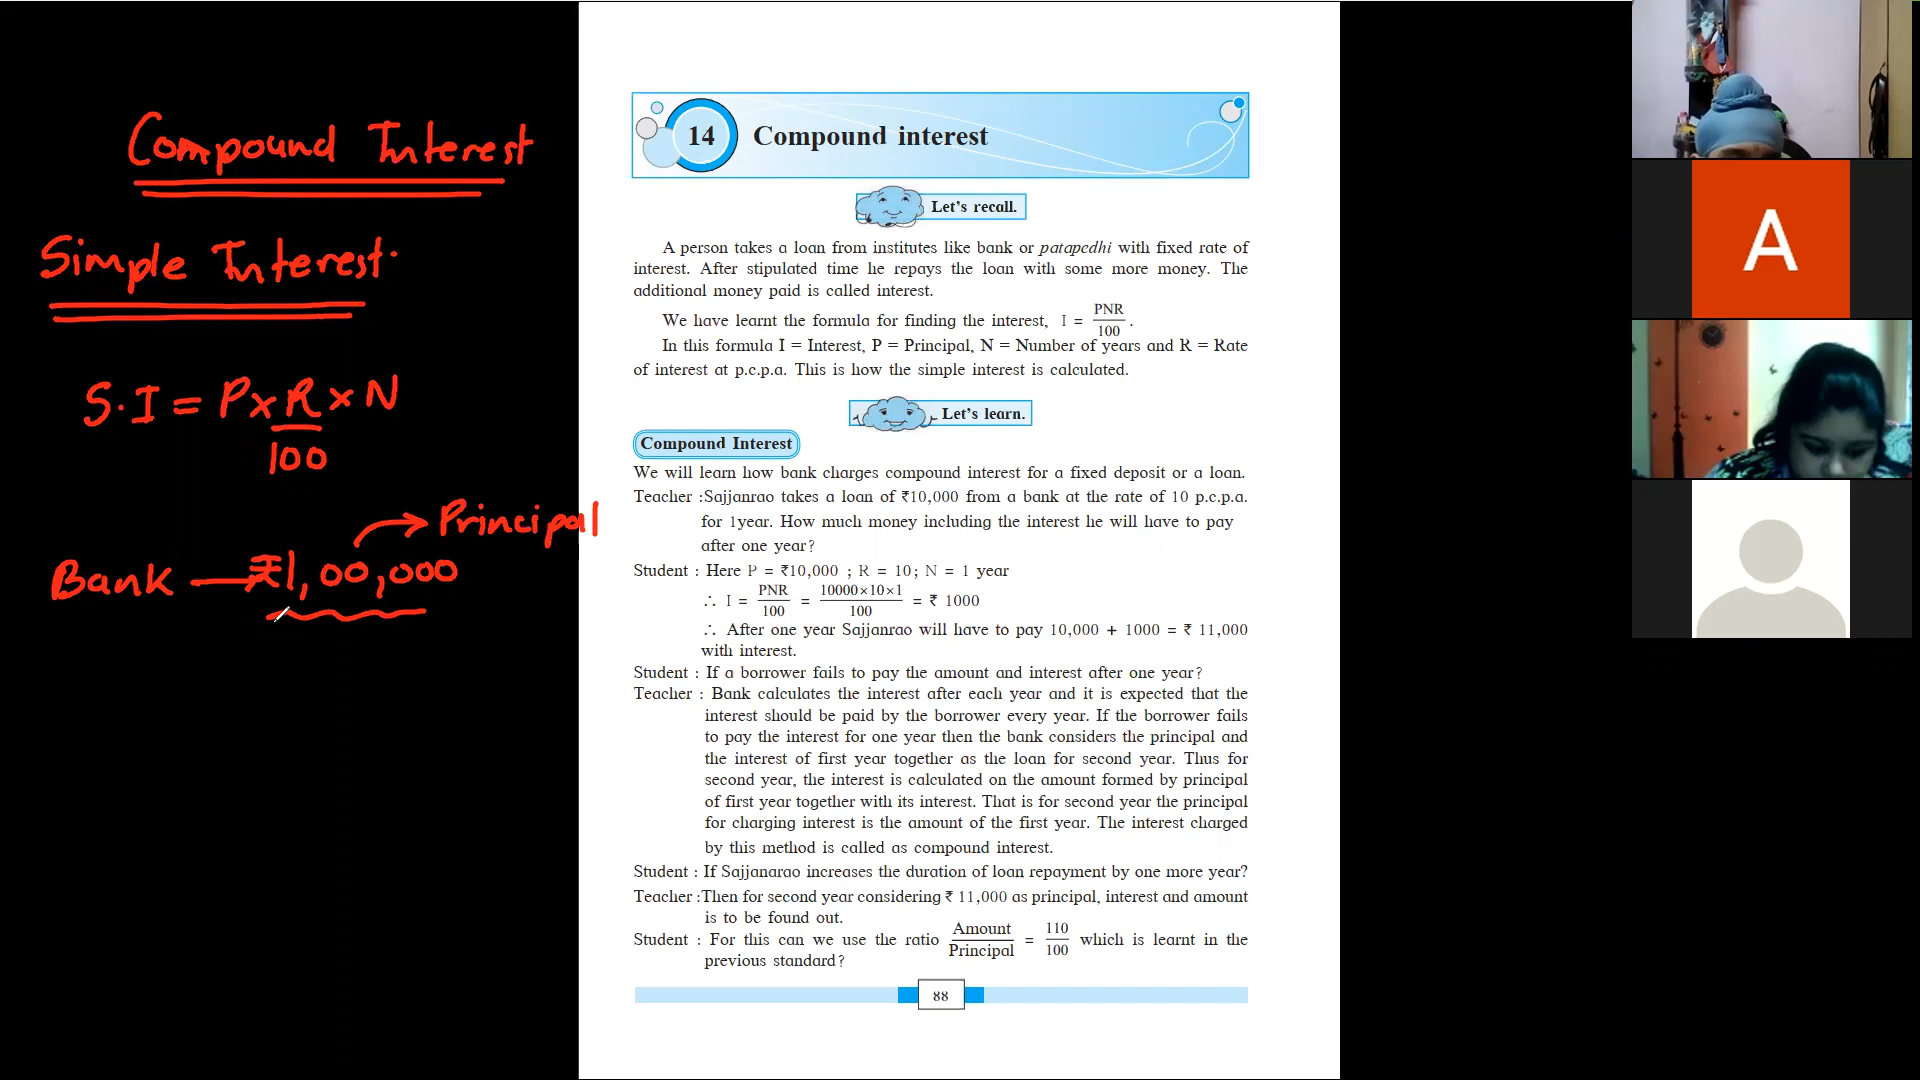 Compound Interest
Simple Interest.
S.I = P×R×N
100
Principal
Bank → ₹1,00,000
14 Compound interest
Let's recall.
A person takes a loan from institutes like bank or patapedhi with fixed rate of
interest. After stipulated time he repays the loan with some more money. The
additional money paid is called interest.
We have learnt the formula for finding the interest, I = PNR/100 .
In this formula I = Interest, P = Principal, N = Number of years and R = Rate
of interest at p.c.p.a. This is how the simple interest is calculated.
Let's learn.
Compound Interest
We will learn how bank charges compound interest for a fixed deposit or a loan.
Teacher :Sajjanrao takes a loan of ₹10,000 from a bank at the rate of 10 p.c.p.a.
for 1year. How much money including the interest he will have to pay
after one year?
Student : Here P = ₹10,000 ; R = 10; N = 1 year
∴ I = PNR/100 = 10000×10×1/100 = ₹ 1000
∴ After one year Sajjanrao will have to pay 10,000 + 1000 = ₹ 11,000
with interest.
Student : If a borrower fails to pay the amount and interest after one year?
Teacher : Bank calculates the interest after each year and it is expected that the
interest should be paid by the borrower every year. If the borrower fails
to pay the interest for one year then the bank considers the principal and
the interest of first year together as the loan for second year. Thus for
second year, the interest is calculated on the amount formed by principal
of first year together with its interest. That is for second year the principal
for charging interest is the amount of the first year. The interest charged
by this method is called as compound interest.
Student : If Sajjanarao increases the duration of loan repayment by one more year?
Teacher :Then for second year considering ₹ 11,000 as principal, interest and amount
is to be found out.
Student : For this can we use the ratio Amount/Principal = 110/100 which is learnt in the
previous standard?
88
A